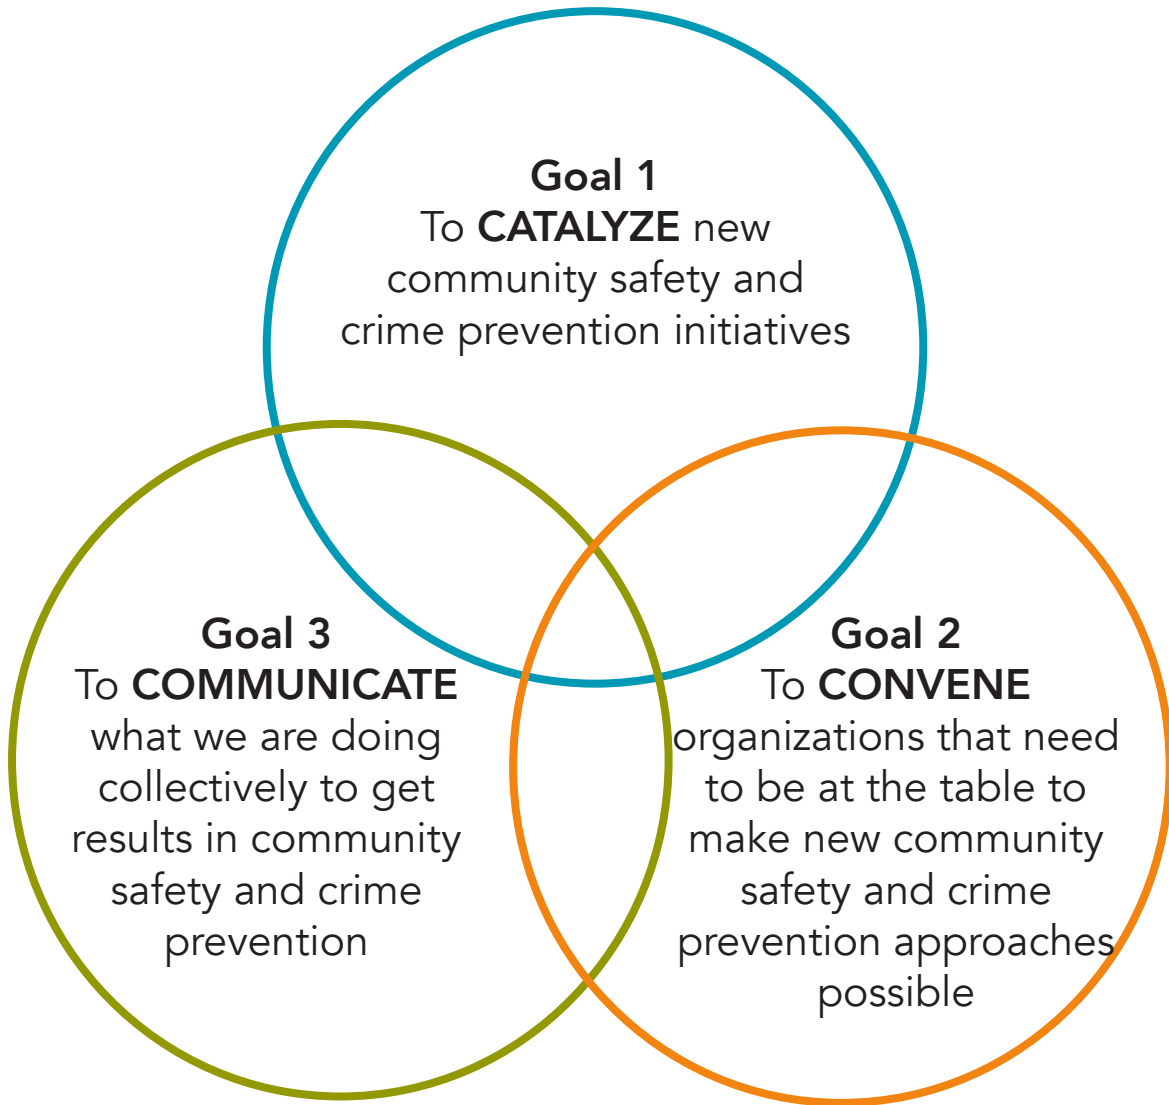 Goal 1
To CATALYZE new
community safety and
crime prevention initiatives
Goal 3
To COMMUNICATE
what we are doing
collectively to get
results in community
safety and crime
prevention
Goal 2
To CONVENE
organizations that need
to be at the table to
make new community
safety and crime
prevention approaches
possible